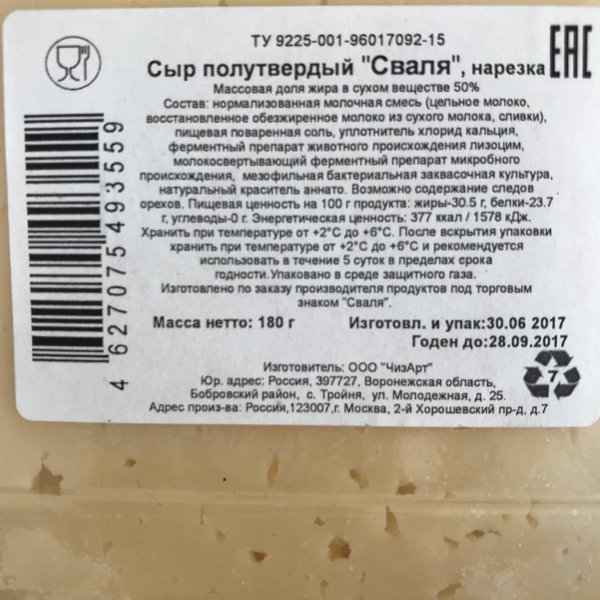 ТУ 9225-001-96017092-15
EAC
Сыр полутвердый "Сваля", нарезка
Массовая доля жира в сухом веществе 50%
Состав: нормализованная молочная смесь (цельное молоко,
восстановленное обезжиренное молоко из сухого молока, сливки),
пищевая поваренная соль, уплотнитель хлорид кальция,
ферментный препарат животного происхождения лизоцим,
молокосвертывающий ферментный препарат микробного
происхождения, мезофильная бактериальная заквасочная культура,
натуральный краситель аннато. Возможно содержание следов
орехов. Пищевая ценность на 100 г продукта: жиры-30.5 г, белки-23.7
г, углеводы-0 г. Энергетическая ценность: 377 ккал / 1578 кДж.
Хранить при температуре от +2°С до +6°С. После вскрытия упаковки
хранить при температуре от +2°С до +6°С и рекомендуется
использовать в течение 5 суток в пределах срока
годности.Упаковано в среде защитного газа.
Изготовлено по заказу производителя продуктов под торговым
знаком "Сваля".
Масса нетто: 180 г Изготовл. и упак:30.06 2017
Годен до:28.09.2017
Изготовитель: ООО "ЧизАрт"
Юр. адрес: Россия, 397727, Воронежская область,
Бобровский район, с. Тройня, ул. Молодежная, д. 25.
Адрес произ-ва: Россия,123007,г. Москва, 2-й Хорошевский пр-д, д.7
7
4 627075 493559